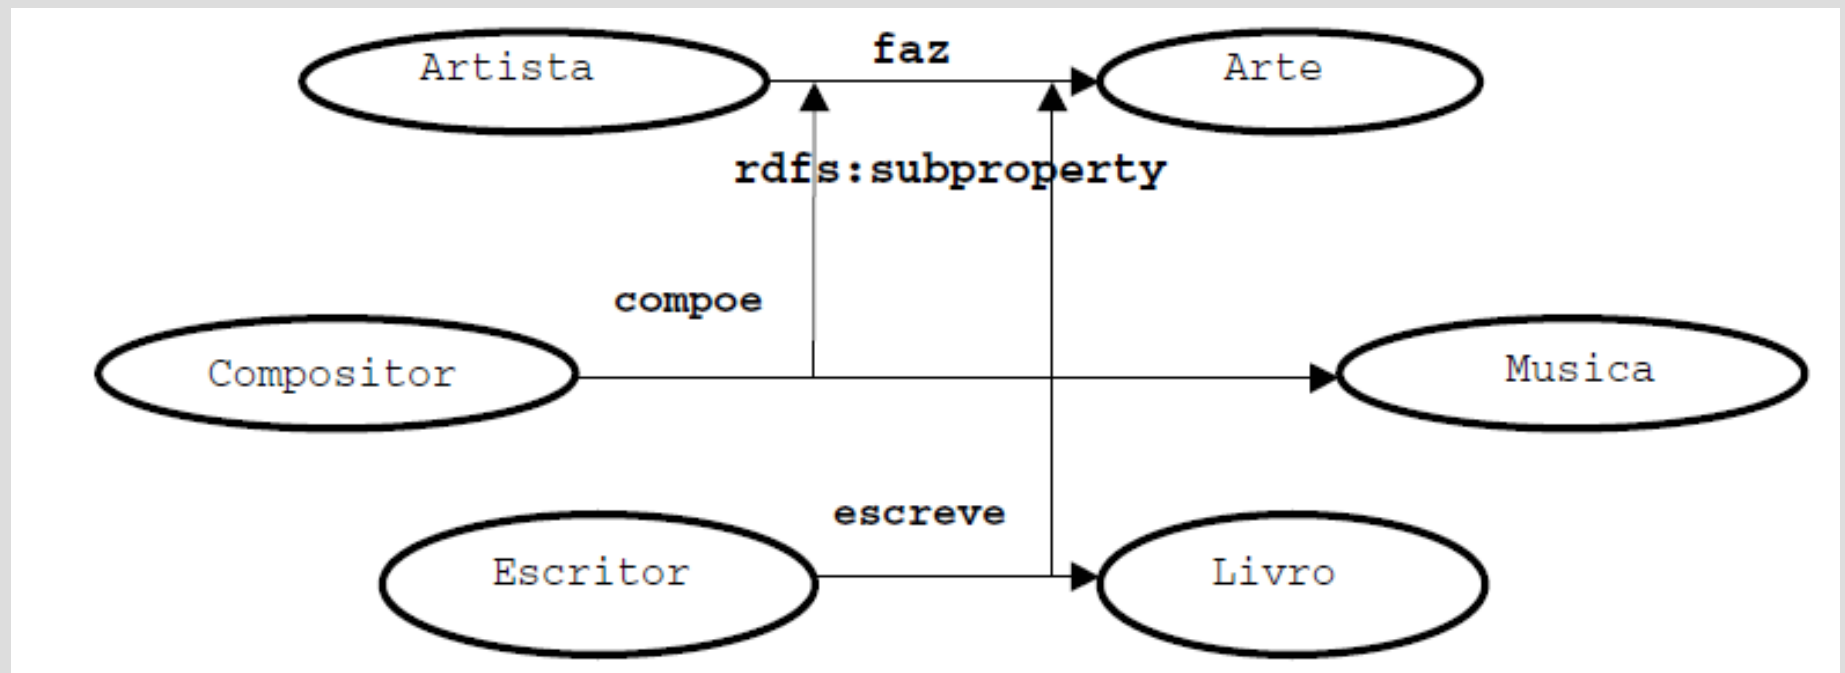 faz
Artista
Arte
rdfs:subproperty
compoe
Compositor
Musica
escreve
Escritor
Livro